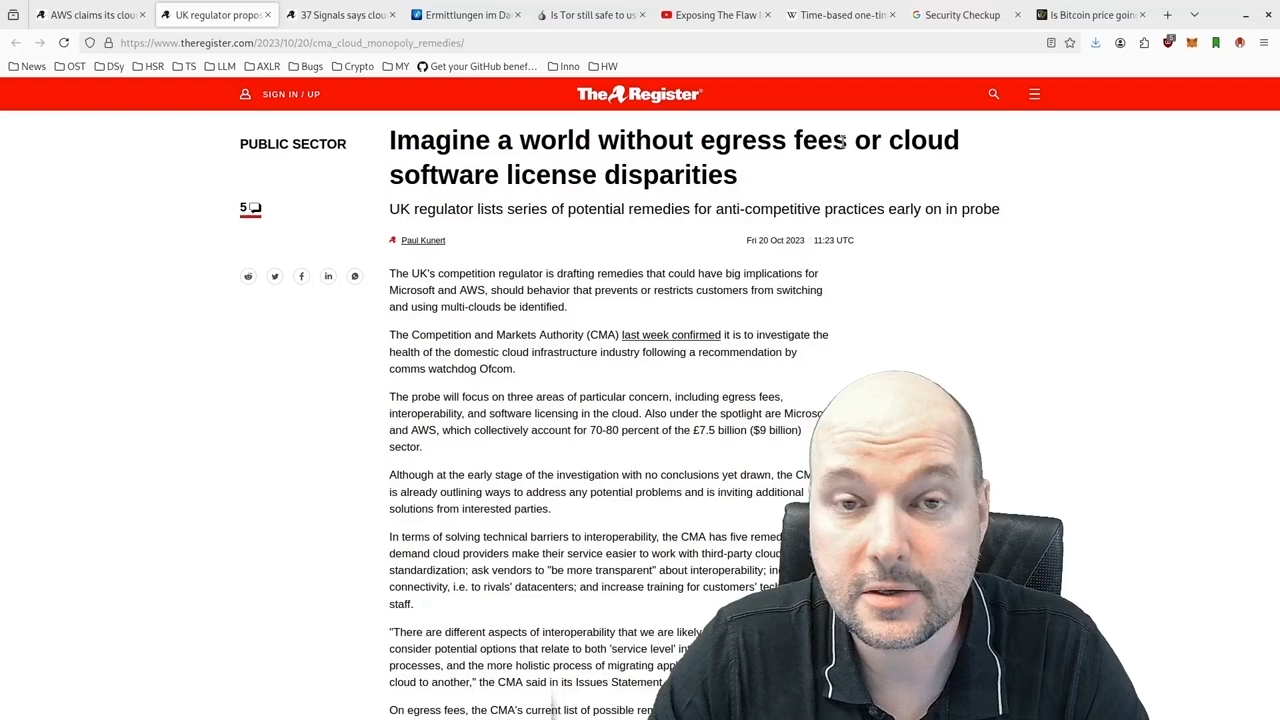 AWS claims its clou
UK regulator propos
37 Signals says clou
Ermittlungen im Da
Is Tor still safe to us
Exposing The Flaw I
Time-based one-tim
Security Checkup
Is Bitcoin price goin
https://www.theregister.com/2023/10/20/cma_cloud_monopoly_remedies/
News OST DSy HSR TS LLM AXLR Bugs Crypto MY Get your GitHub benef... Inno HW
SIGN IN / UP
The Register
PUBLIC SECTOR
5
Imagine a world without egress fees or cloud
software license disparities
UK regulator lists series of potential remedies for anti-competitive practices early on in probe
Paul Kunert
Fri 20 Oct 2023 11:23 UTC
The UK's competition regulator is drafting remedies that could have big implications for
Microsoft and AWS, should behavior that prevents or restricts customers from switching
and using multi-clouds be identified.
The Competition and Markets Authority (CMA) last week confirmed it is to investigate the
health of the domestic cloud infrastructure industry following a recommendation by
comms watchdog Ofcom.
The probe will focus on three areas of particular concern, including egress fees,
interoperability, and software licensing in the cloud. Also under the spotlight are Microso
and AWS, which collectively account for 70-80 percent of the £7.5 billion ($9 billion)
sector.
Although at the early stage of the investigation with no conclusions yet drawn, the CM
is already outlining ways to address any potential problems and is inviting additional
solutions from interested parties.
In terms of solving technical barriers to interoperability, the CMA has five remed
demand cloud providers make their service easier to work with third-party cloud
standardization; ask vendors to "be more transparent" about interoperability; in
connectivity, i.e. to rivals' datacenters; and increase training for customers' tec
staff.
"There are different aspects of interoperability that we are likely
consider potential options that relate to both 'service level' in
processes, and the more holistic process of migrating app
cloud to another," the CMA said in its Issues Statement.
On egress fees, the CMA's current list of possible rem